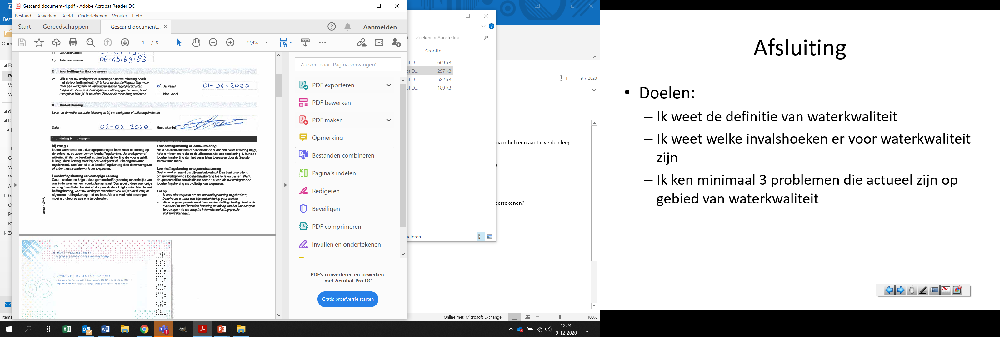 Gescand document-4.pdf - Adobe Acrobat Reader DC
Bestand Bewerken Beeld Ondertekenen Venster Help
Start Gereedschappen Gescand document... × Aanmelden
1 / 8 72,4%
1f Geboortedatum
1g Telefoonnummer 06-46169183
2 Loonheffingskorting toepassen
2a Wilt u dat uw werkgever of uitkeringsinstantie rekening houdt
met de loonheffingskorting? U kunt de loonheffingskorting maar
door één werkgever of uitkeringsinstantie tegelijkertijd laten
toepassen. Als u naast uw bijstandsuitkering gaat werken, bent
u verplicht hier 'ja' in te vullen. Zie ook de toelichting onderaan.
Ja, vanaf 01-04-2020
Nee, vanaf
3 Ondertekening
Lever dit formulier na ondertekening in bij uw werkgever of uitkeringsinstantie.
Datum 02-02-2020 Handtekening
Toelichting bij de vragen
Bij vraag 2
Iedere werknemer en uitkeringsgerechtigde heeft recht op korting op
de belasting, de zogenoemde loonheffingskorting. Uw werkgever of
uitkeringsinstantie berekent automatisch de korting die voor u geldt.
U krijgt deze korting maar bij één werkgever of uitkeringsinstantie
tegelijkertijd. Geef aan of u de loonheffingskorting door deze werkgever
of uitkeringsinstantie wilt laten toepassen.
Loonheffingskorting en voorlopige aanslag
Gaat u werken en krijgt u de algemene heffingskorting maandelijks van
ons in de vorm van een voorlopige aanslag? Dan moet u deze voorlopige
aanslag direct laten herzien of stoppen. Anders krijgt u misschien te veel
heffingskorting, want uw werkgever verrekent ook al (een deel van) de
algemene heffingskorting met uw loon. Als u te veel hebt ontvangen,
moet u dit bedrag aan ons terugbetalen.
Loonheffingskorting en AOW-uitkering
Als u als alleenstaande of alleenstaande ouder een AOW-uitkering krijgt,
hebt u misschien recht op de alleenstaande-ouderenkorting. U kunt de
loonheffingskorting dan het beste laten toepassen door de Sociale
Verzekeringsbank.
Loonheffingskorting en bijstandsuitkering
Gaat u werken naast uw bijstandsuitkering? Dan bent u verplicht
om uw werkgever de loonheffingskorting toe te laten passen. Want
de gemeentelijke sociale dienst doet dit alleen als uw werkgever de
loonheffingskorting niet volledig kan toepassen.
Let op!
– U bent niet verplicht om de loonheffingskorting te gebruiken,
behalve als u naast een bijstandsuitkering gaat werken.
– Als u nu geen gebruik maakt van de loonheffingskorting, kunt u de
eventueel te veel betaalde belasting na afloop van het kalenderjaar
terugvragen via uw aangifte inkomstenbelasting/premie
volksverzekeringen.
Zoeken naar 'Pagina vervangen'
PDF exporteren
PDF bewerken
PDF maken
Opmerking
Bestanden combineren
Pagina's indelen
Redigeren
Beveiligen
PDF comprimeren
Invullen en ondertekenen
PDF's converteren en bewerken
met Acrobat Pro DC
Gratis proefversie starten
Zoeken in Aanstelling
Grootte
at D... 669 kB
at D... 297 kB
at D... 582 kB
at D... 189 kB
icteren
1 9-7-2020
maar heb een aantal velden leeg
)
dertekenen?
Items
Online met: Microsoft Exchange 100%
12:24
9-12-2020
Afsluiting
• Doelen:
– Ik weet de definitie van waterkwaliteit
– Ik weet welke invalshoeken er voor waterkwaliteit
zijn
– Ik ken minimaal 3 problemen die actueel zijn op
gebied van waterkwaliteit
Pen